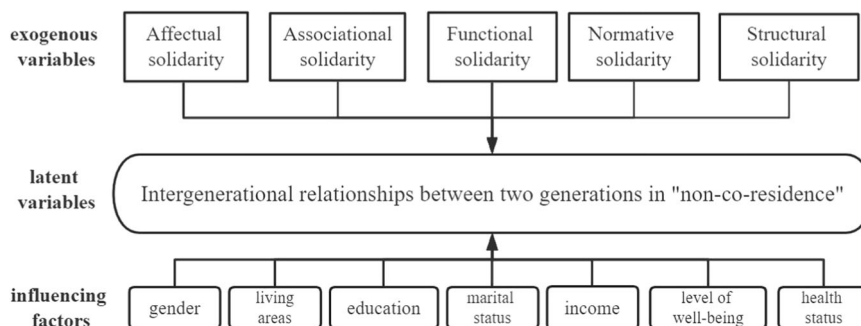 exogenous
variables
Affectual
solidarity
Associational
solidarity
Functional
solidarity
Normative
solidarity
Structural
solidarity
latent
variables
Intergenerational relationships between two generations in "non-co-residence"
influencing
factors
gender
living
areas
education
marital
status
income
level of
well-being
health
status